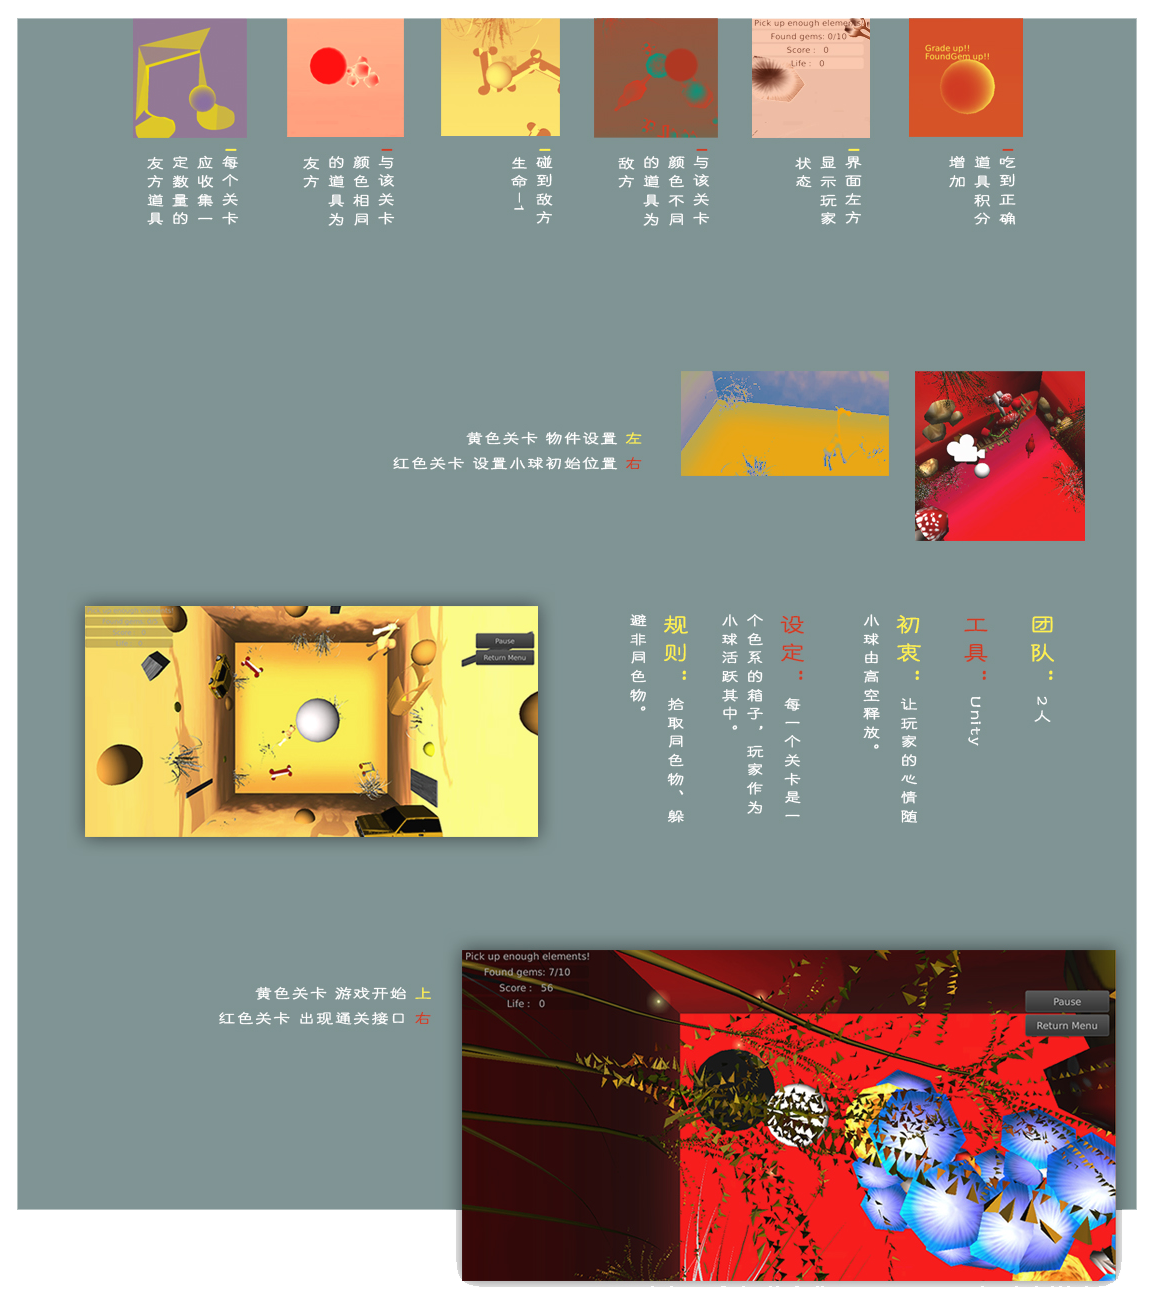 Grade up!!
FoundGem up!!
Pick up enough elements!
Found gems: 0/10
Score : 0
Life : 0
吃到正确
道具积分
增加
界面左方
显示玩家
状态
与该关卡
颜色不同
的道具为
敌方
碰到敌方
生命—1
与该关卡
颜色相同
的道具为
友方
每个关卡
应收集一
定数量的
友方道具
黄色关卡 物件设置 左
红色关卡 设置小球初始位置 右
团队：2人
工具：Unity
初衷：让玩家的心情随
小球由高空释放。
设定：每一个关卡是一
个色系的箱子，玩家作为
小球活跃其中。
规则：拾取同色物、躲
避非同色物。
Pause
Return Menu
黄色关卡 游戏开始 上
红色关卡 出现通关接口 右
Pick up enough elements!
Found gems: 7/10
Score : 56
Life : 0
Pause
Return Menu